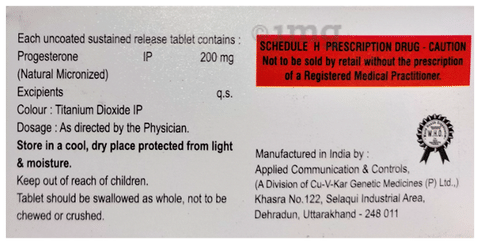 1mg
Each uncoated sustained release tablet contains :
Progesterone IP 200 mg
(Natural Micronized)
Excipients q.s.
Colour : Titanium Dioxide IP
Dosage : As directed by the Physician.
Store in a cool, dry place protected from light
& moisture.
Keep out of reach of children.
Tablet should be swallowed as whole, not to be
chewed or crushed.
SCHEDULE H PRESCRIPTION DRUG - CAUTION
Not to be sold by retail without the prescription
of a Registered Medical Practitioner.
Manufactured in India by :
Applied Communication & Controls,
(A Division of Cu-V-Kar Genetic Medicines (P) Ltd.,)
Khasra No.122, Selaqui Industrial Area,
Dehradun, Uttarakhand - 248 011